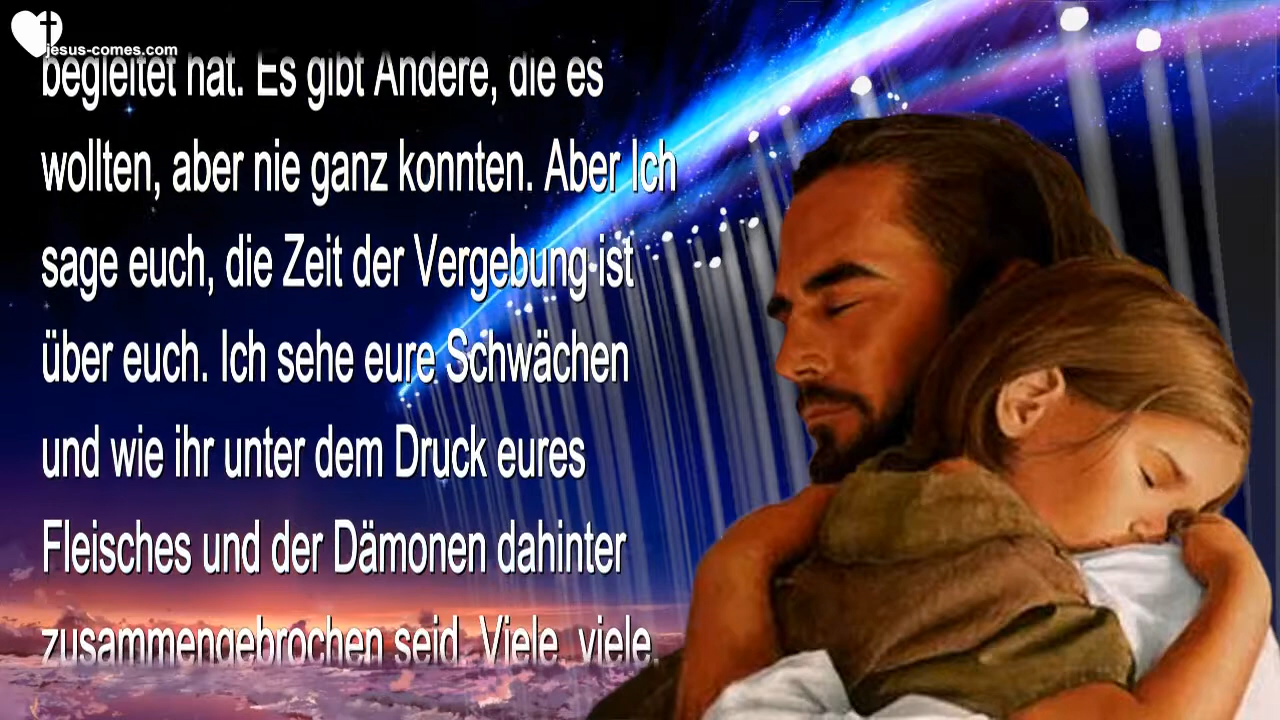 jesus-comes.com
begleitet hat. Es gibt Andere, die es
wollten, aber nie ganz konnten. Aber Ich
sage euch, die Zeit der Vergebung ist
über euch. Ich sehe eure Schwächen
und wie ihr unter dem Druck eures
Fleisches und der Dämonen dahinter
zusammengebrochen seid. Viele, viele,